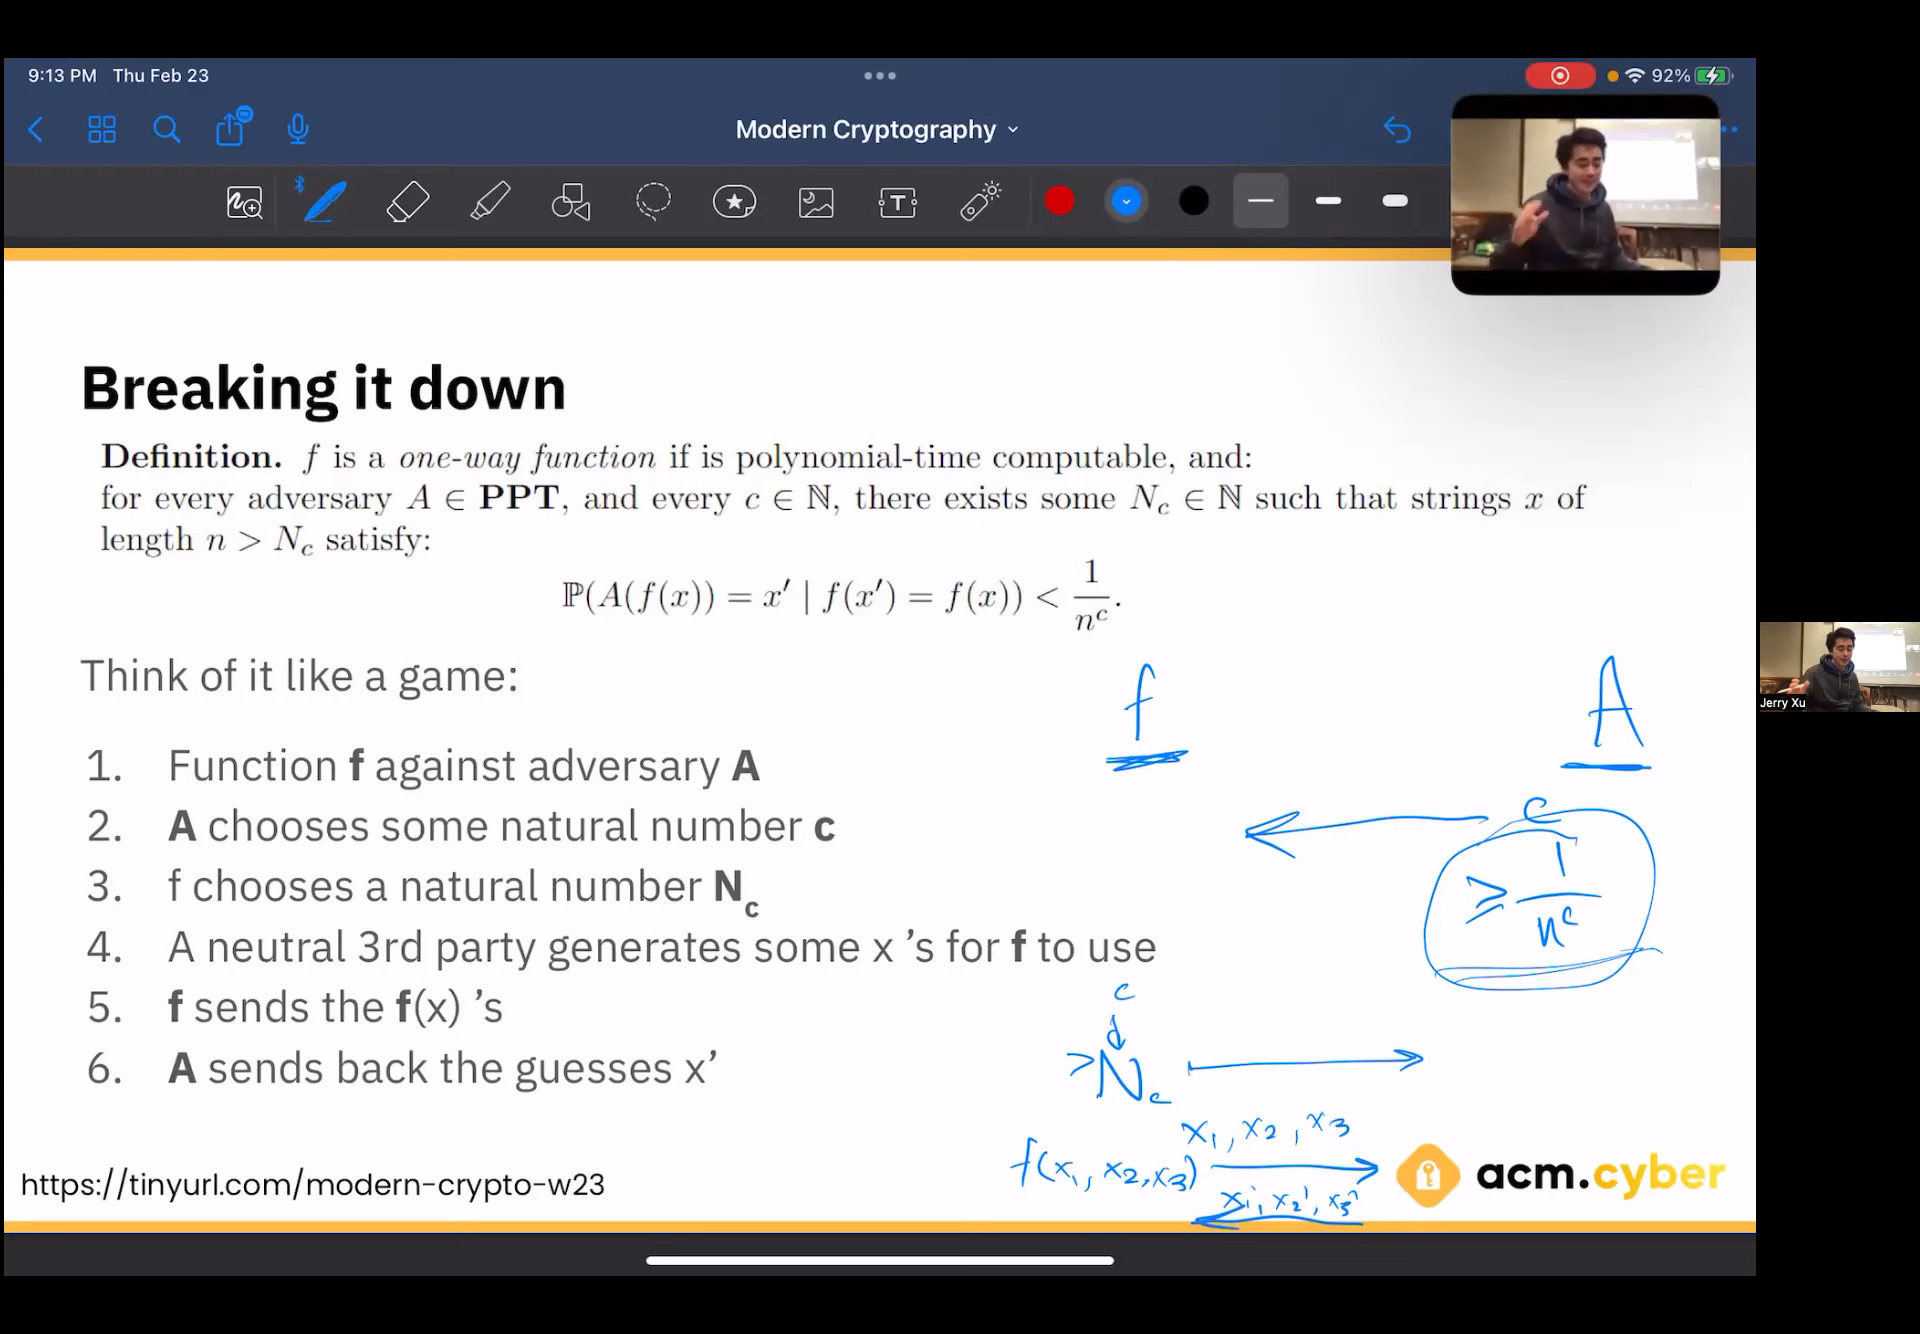 9:13 PM Thu Feb 23
92%
Modern Cryptography
T
Breaking it down
Definition. f is a one-way function if is polynomial-time computable, and:
for every adversary A ∈ PPT, and every c ∈ ℕ, there exists some N_c ∈ ℕ such that strings x of
length n > N_c satisfy:
ℙ(A(f(x)) = x′ | f(x′) = f(x)) < 1/n^c.
Think of it like a game:
f A
1. Function f against adversary A
2. A chooses some natural number c
c
3. f chooses a natural number N_c
≥ 1/n^c
4. A neutral 3rd party generates some x 's for f to use
5. f sends the f(x) 's
c
6. A sends back the guesses x’
>N_c
x1, x2, x3
f(x1, x2, x3)
x1', x2', x3'
https://tinyurl.com/modern-crypto-w23
acm.cyber
Jerry Xu